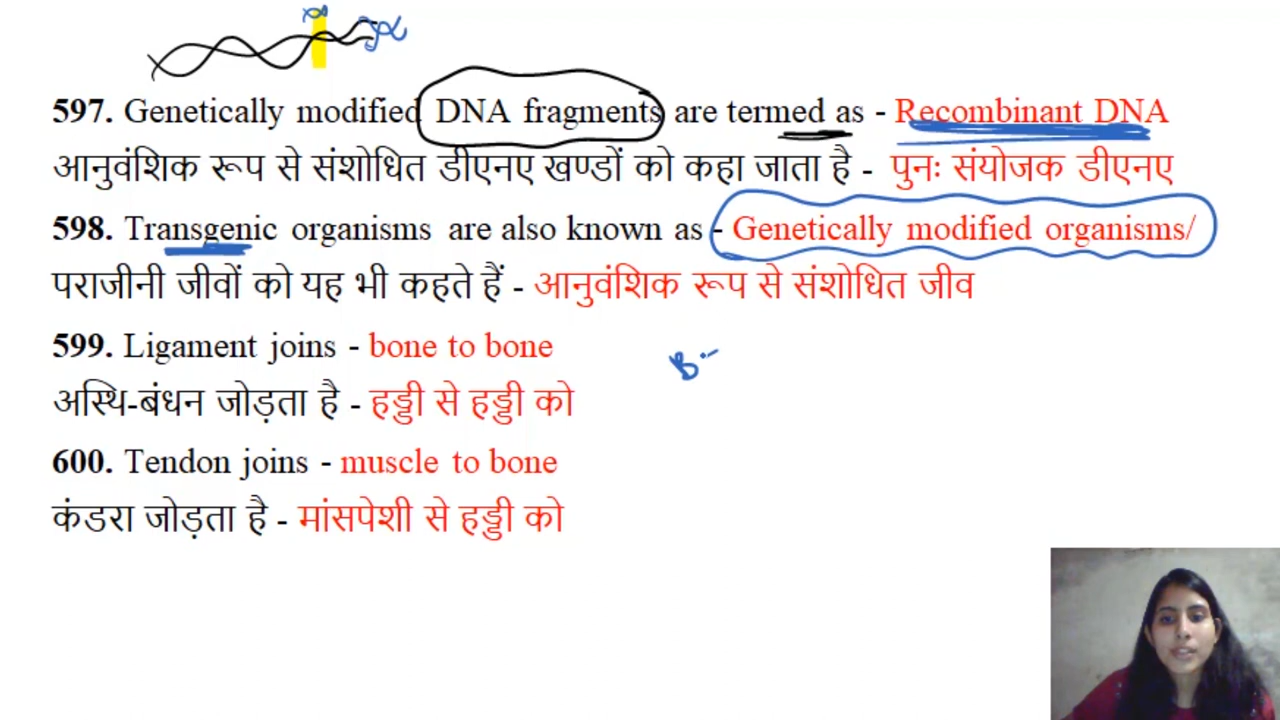 597. Genetically modified DNA fragments are termed as - Recombinant DNA
आनुवंशिक रूप से संशोधित डीएनए खण्डों को कहा जाता है - पुनः संयोजक डीएनए
598. Transgenic organisms are also known as - Genetically modified organisms/
पराजीनी जीवों को यह भी कहते हैं - आनुवंशिक रूप से संशोधित जीव
599. Ligament joins - bone to bone
B
अस्थि-बंधन जोड़ता है - हड्डी से हड्डी को
600. Tendon joins - muscle to bone
कंडरा जोड़ता है - मांसपेशी से हड्डी को